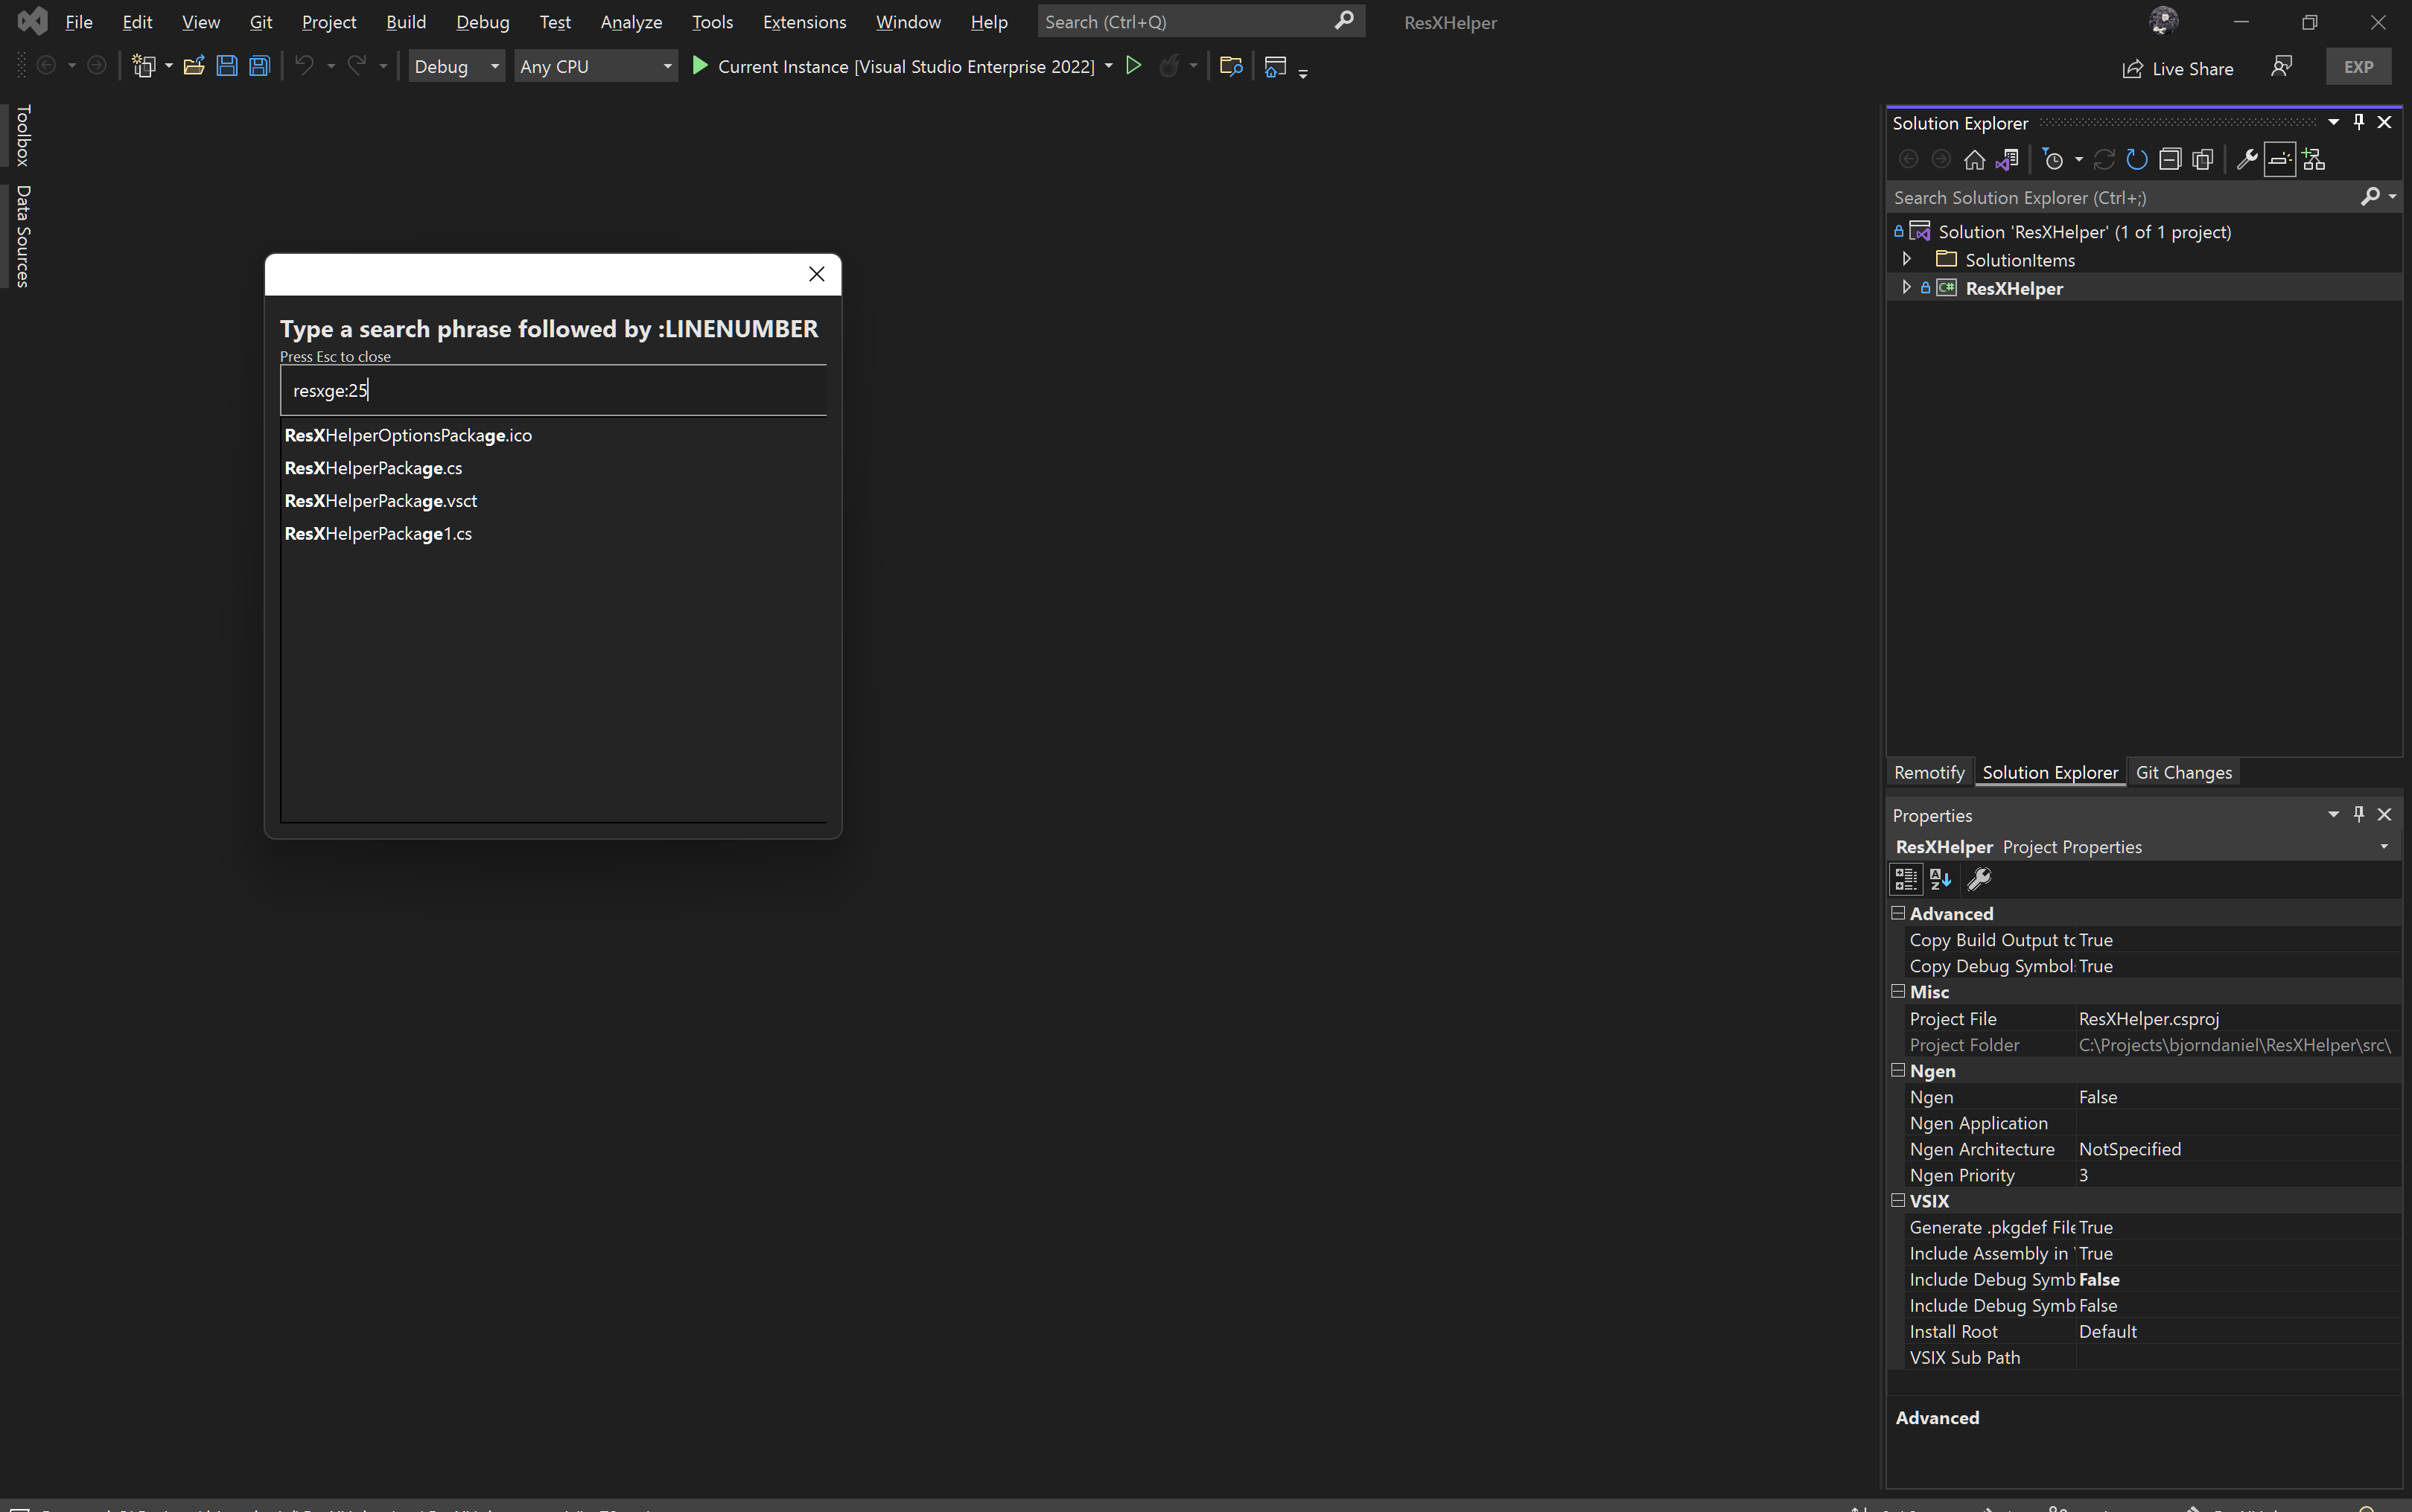 File Edit View Git Project Build Debug Test Analyze Tools Extensions Window Help Search (Ctrl+Q) ResXHelper
Debug Any CPU Current Instance [Visual Studio Enterprise 2022] Live Share EXP
Toolbox
Data Sources
Type a search phrase followed by :LINENUMBER
Press Esc to close
resxge:25
ResXHelperOptionsPackage.ico
ResXHelperPackage.cs
ResXHelperPackage.vsct
ResXHelperPackage1.cs
Solution Explorer
Search Solution Explorer (Ctrl+;)
Solution 'ResXHelper' (1 of 1 project)
SolutionItems
C# ResXHelper
Remotify Solution Explorer Git Changes
Properties
ResXHelper Project Properties
Advanced
Copy Build Output to True
Copy Debug Symbols True
Misc
Project File ResXHelper.csproj
Project Folder C:\Projects\bjorndaniel\ResXHelper\src\
Ngen
Ngen False
Ngen Application
Ngen Architecture NotSpecified
Ngen Priority 3
VSIX
Generate .pkgdef File True
Include Assembly in True
Include Debug Symb False
Include Debug Symb False
Install Root Default
VSIX Sub Path
Advanced